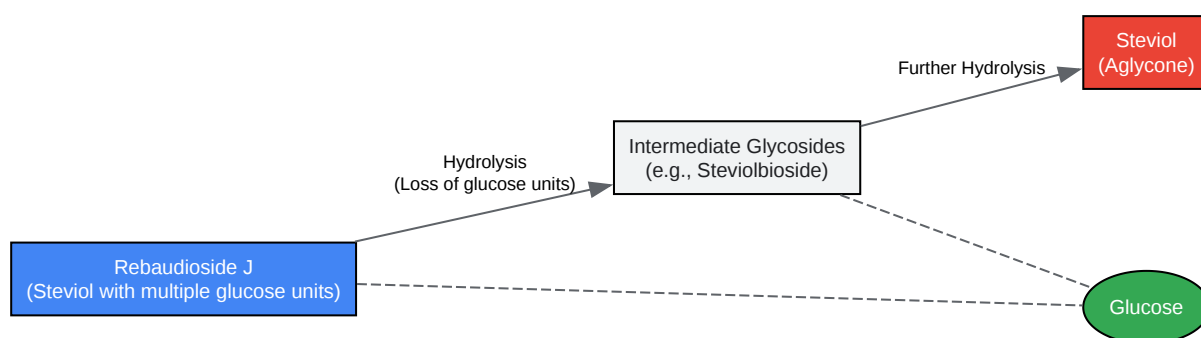 Steviol
(Aglycone)
Further Hydrolysis
Intermediate Glycosides
(e.g., Steviolbioside)
Hydrolysis
(Loss of glucose units)
Rebaudioside J
(Steviol with multiple glucose units)
Glucose